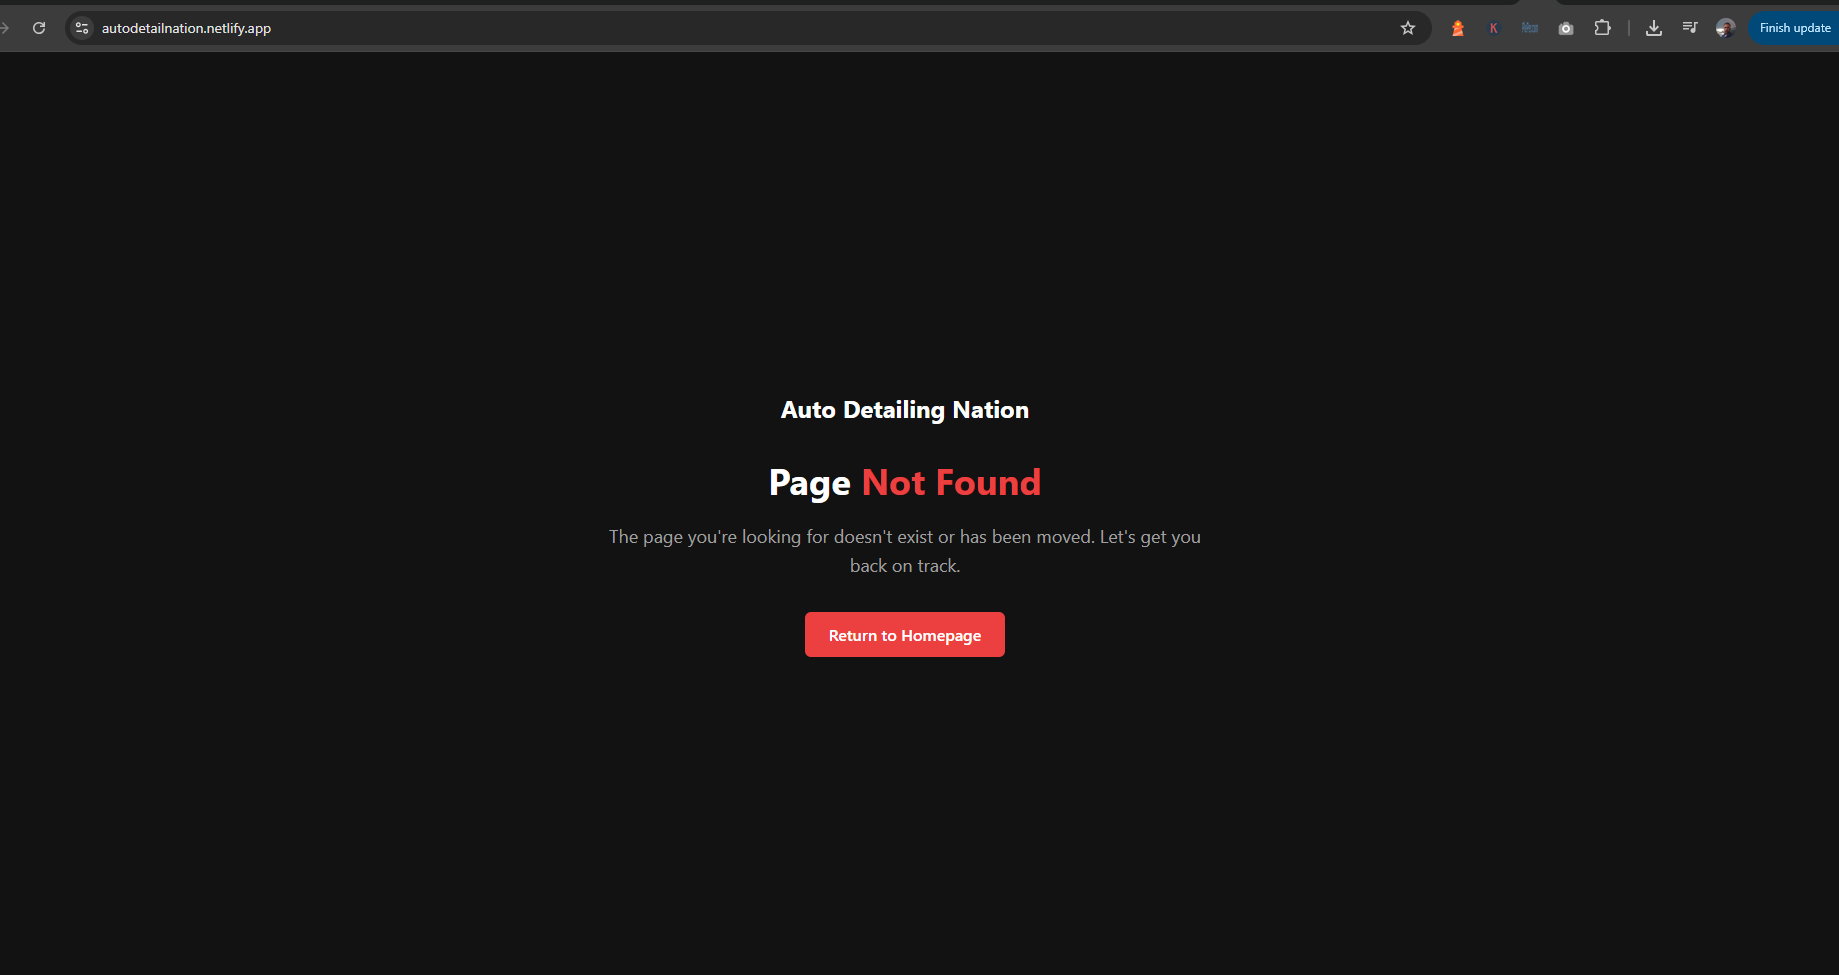 autodetailnation.netlify.app
K
Finish update
Auto Detailing Nation
Page Not Found
The page you're looking for doesn't exist or has been moved. Let's get you
back on track.
Return to Homepage